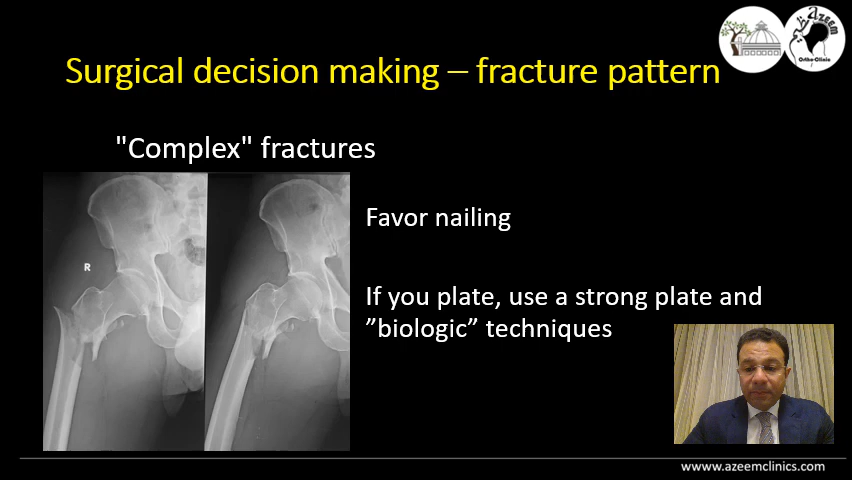 Azeem
Ortho-Clinic
Surgical decision making – fracture pattern
"Complex" fractures
R
Favor nailing
If you plate, use a strong plate and
”biologic” techniques
www.azeemclinics.com